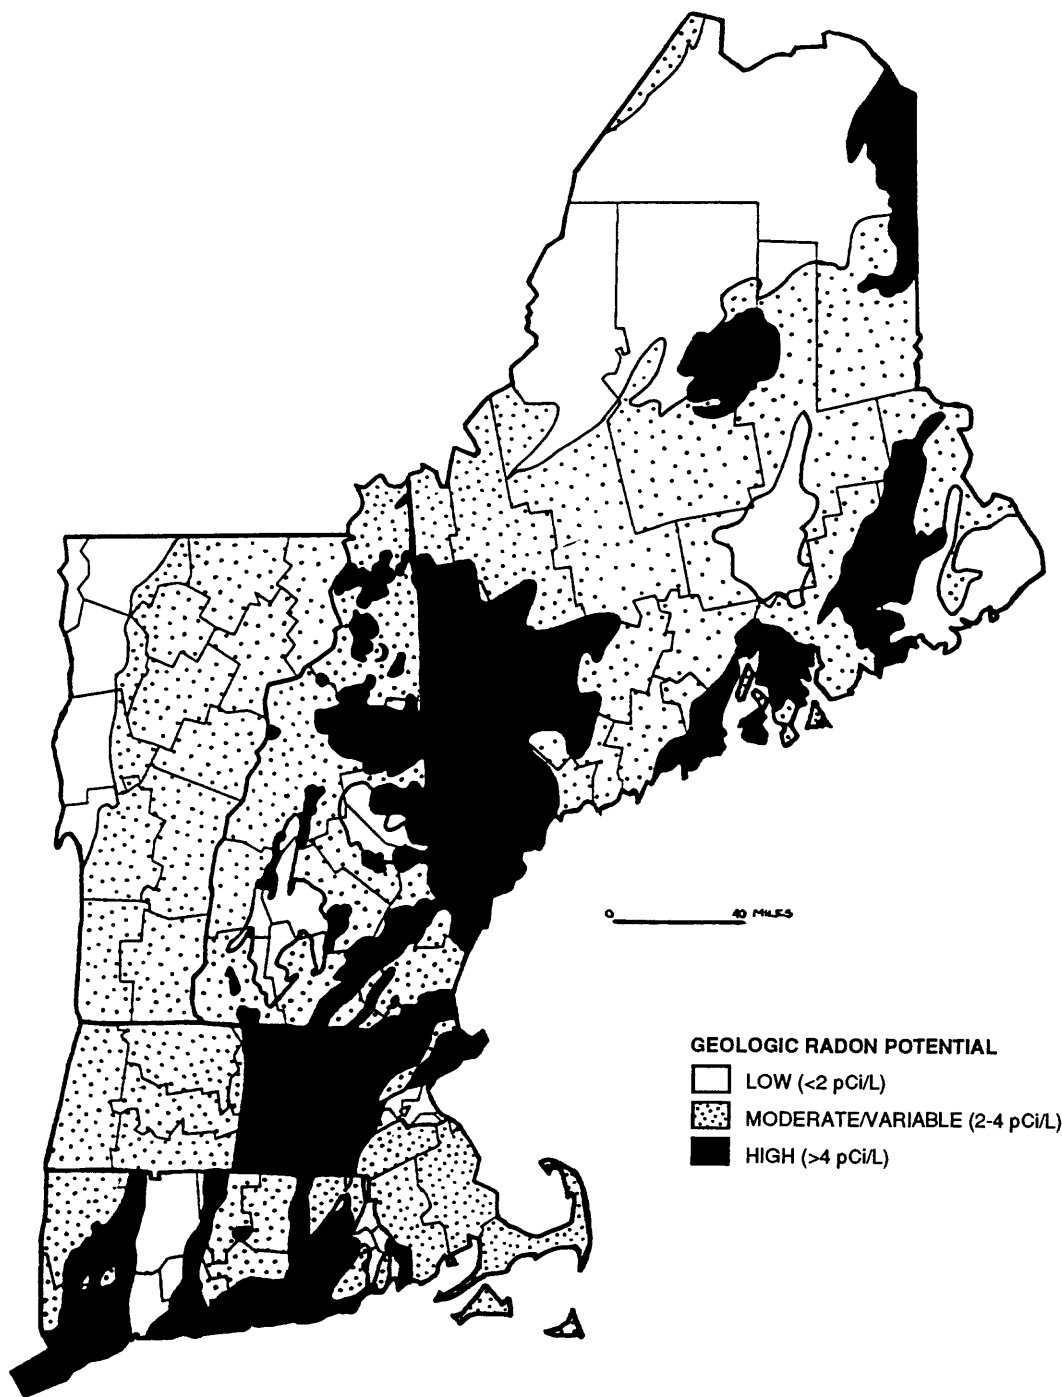 0 40 MILES
GEOLOGIC RADON POTENTIAL
LOW (<2 pCi/L)
MODERATE/VARIABLE (2-4 pCi/L)
HIGH (>4 pCi/L)